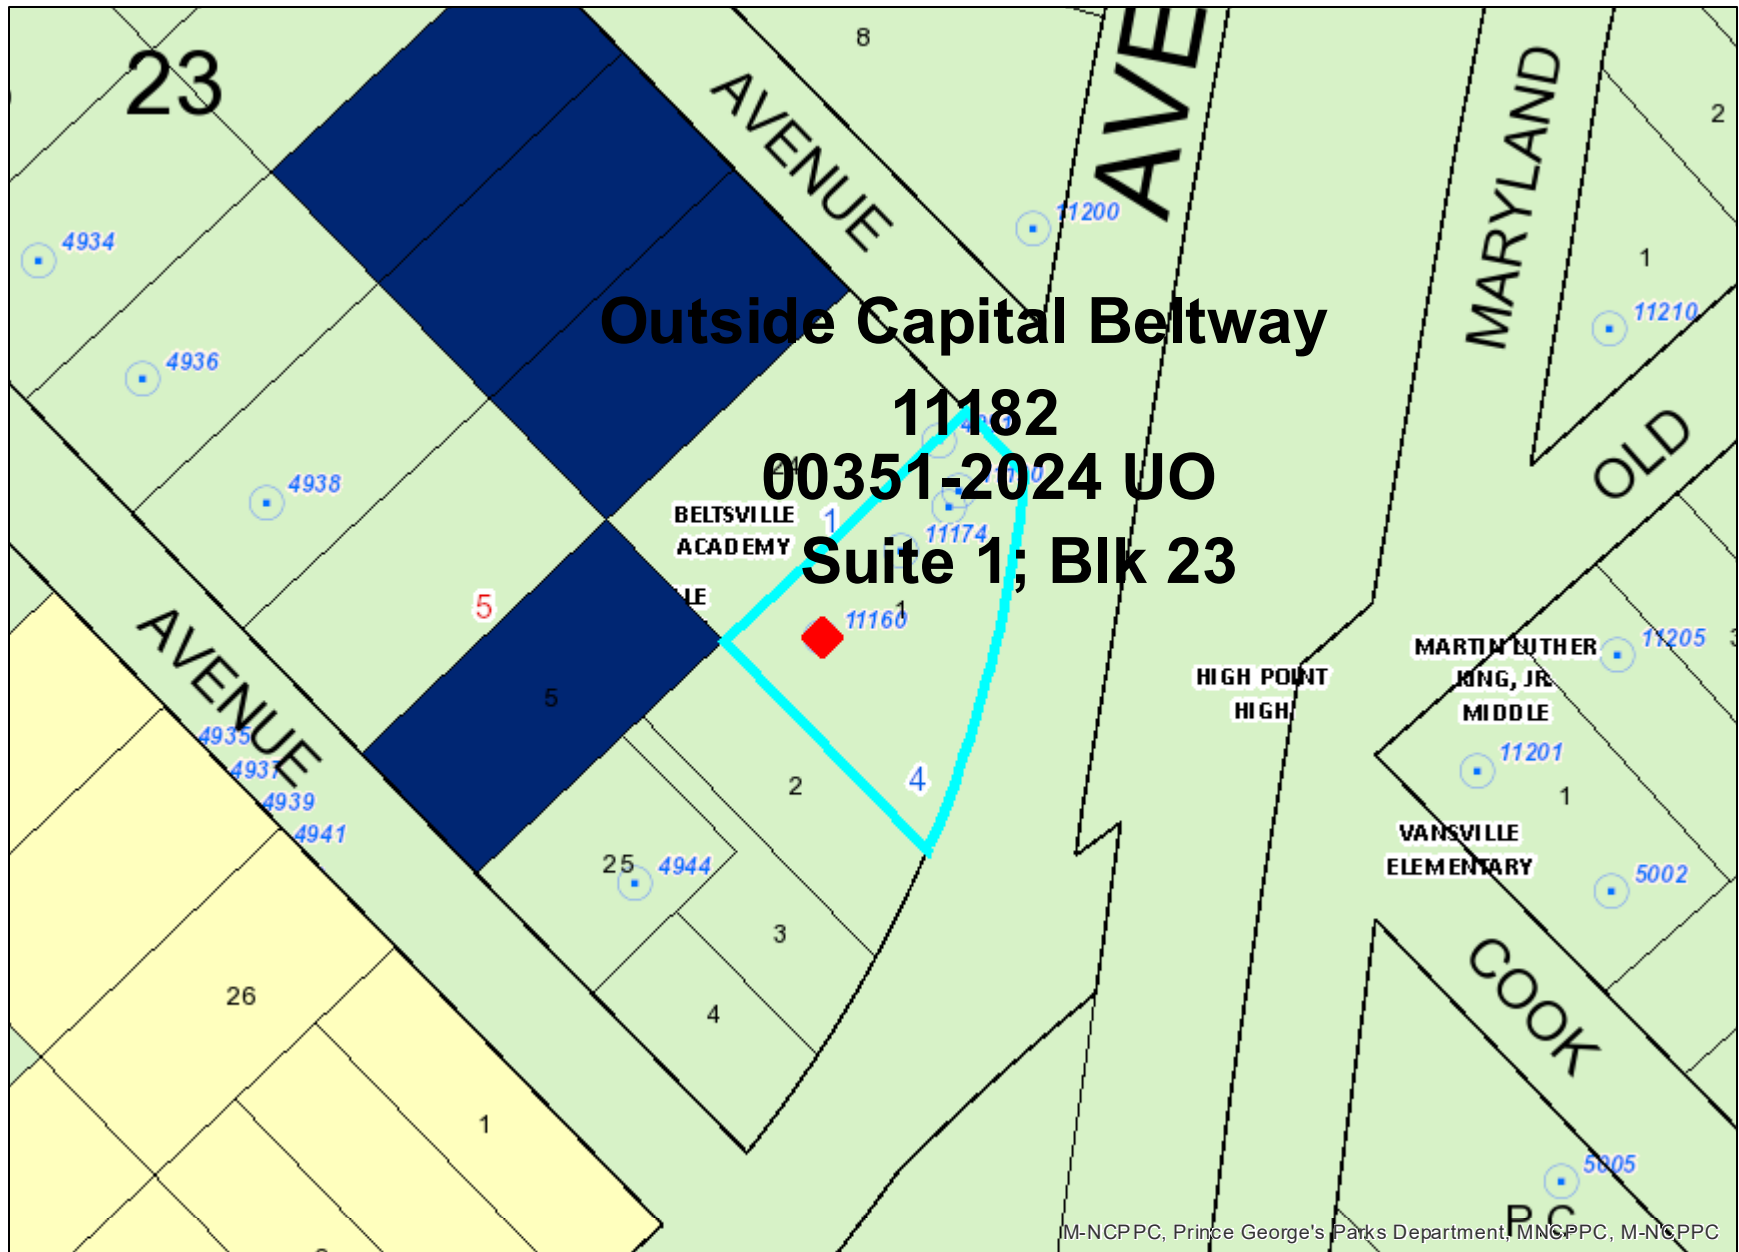 23
8
AVENUE
AVE
MARYLAND
2
4934
11200
1
11210
4936
Outside Capital Beltway
11182
OLD
4938
24
00351-2024 UO
BELTSVILLE
ACADEMY
1
11174
Suite 1; Blk 23
LE
5
1
11160
AVENUE
5
HIGH POINT
HIGH
MARTIN LUTHER
KING, JR.
MIDDLE
11205
3
4935
4937
4939
4941
2
4
11201
1
VANSVILLE
ELEMENTARY
25
4944
5002
3
COOK
26
4
1
5005
P.G.
M-NCPPC, Prince George's Parks Department, MNCPPC, M-NCPPC